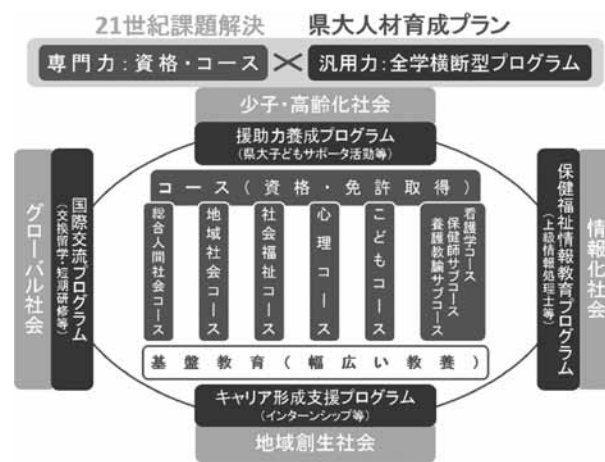 21世紀課題解決 県大人材育成プラン
専門力：資格・コース × 汎用力：全学横断型プログラム
少子・高齢化社会
援助力養成プログラム
（県大子どもサポータ活動等）
グローバル社会
国際交流プログラム
（交換留学・短期研修等）
コース（資格・免許取得）
総合人間社会コース
地域社会コース
社会福祉コース
心理コース
こどもコース
看護学コース
保健師サブコース
養護教諭サブコース
保健福祉情報教育プログラム
（上級情報処理士等）
情報化社会
基盤教育（幅広い教養）
キャリア形成支援プログラム
（インターンシップ等）
地域創生社会